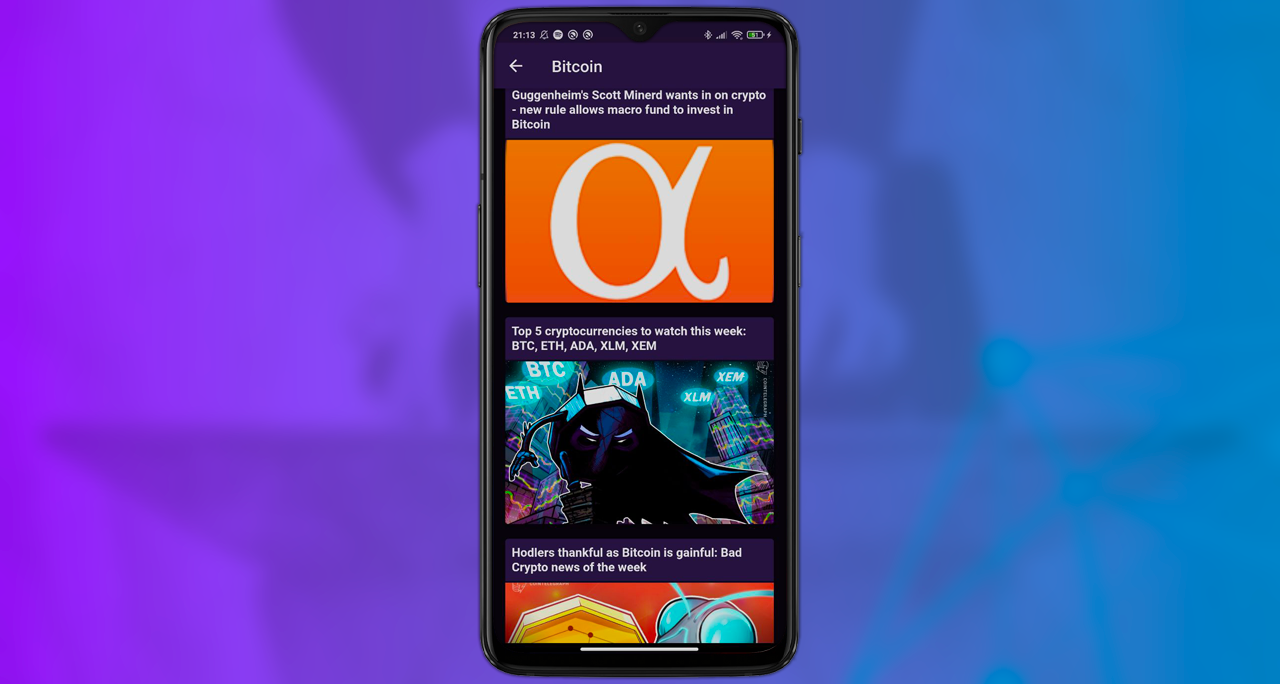 21:13
51
Bitcoin
Guggenheim's Scott Minerd wants in on crypto
- new rule allows macro fund to invest in
Bitcoin
α
Top 5 cryptocurrencies to watch this week:
BTC, ETH, ADA, XLM, XEM
BTC
ETH
ADA
XLM
XEM
COINTELEGRAPH
Hodlers thankful as Bitcoin is gainful: Bad
Crypto news of the week
COINTELEGRAPH